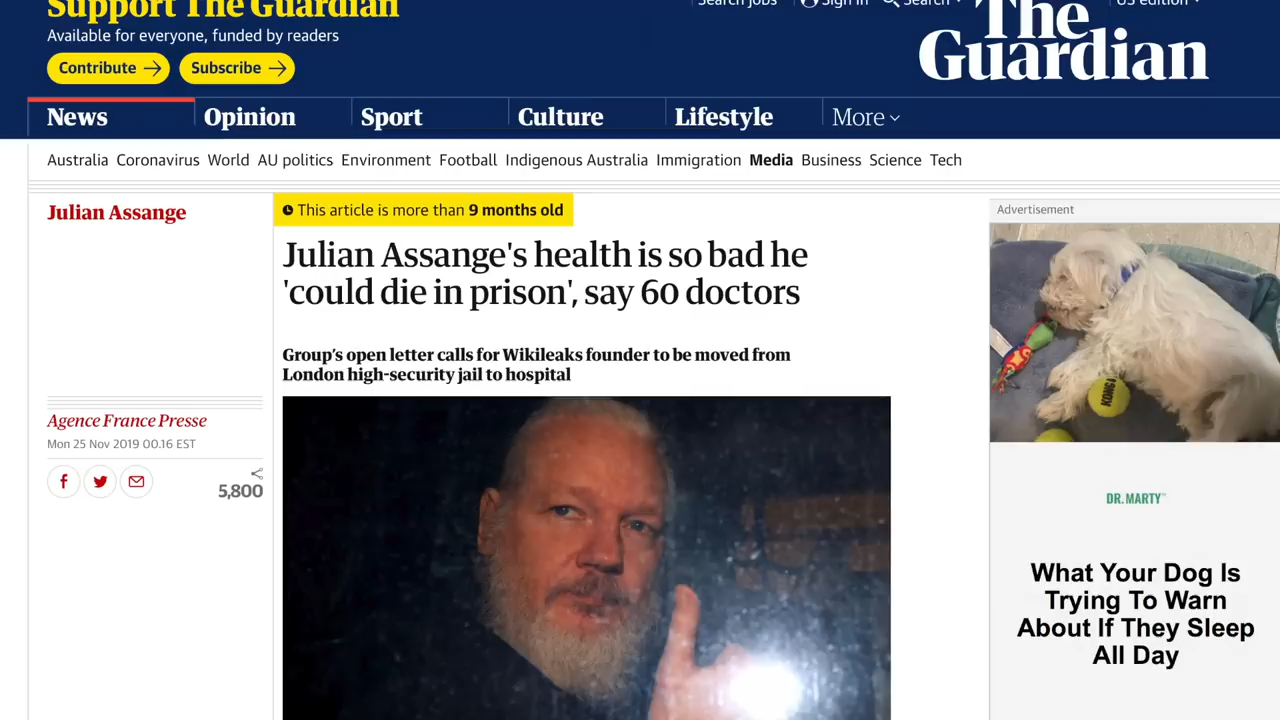 Support The Guardian
Available for everyone, funded by readers
Contribute
Subscribe
Search jobs
Sign in
Search
US edition
The
Guardian
News
Opinion
Sport
Culture
Lifestyle
More
Australia Coronavirus World AU politics Environment Football Indigenous Australia Immigration Media Business Science Tech
Julian Assange
This article is more than 9 months old
Julian Assange's health is so bad he
'could die in prison', say 60 doctors
Group's open letter calls for Wikileaks founder to be moved from
London high-security jail to hospital
Agence France Presse
Mon 25 Nov 2019 00.16 EST
5,800
Advertisement
KONG
DR. MARTY™
What Your Dog Is
Trying To Warn
About If They Sleep
All Day